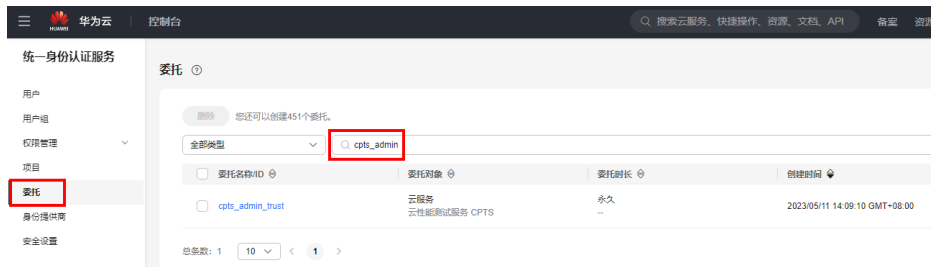 HUAWEI 华为云 控制台 搜索云服务、快捷操作、资源、文档、API 备案 资源
统一身份认证服务
委托
用户
用户组
权限管理
项目
委托
身份提供商
安全设置
删除 您还可以创建451个委托。
全部类型 cpts_admin
委托名称/ID 委托对象 委托时长 创建时间
cpts_admin_trust 云服务 永久 2023/05/11 14:09:10 GMT+08:00
云性能测试服务 CPTS --
总条数: 1 10 < 1 >